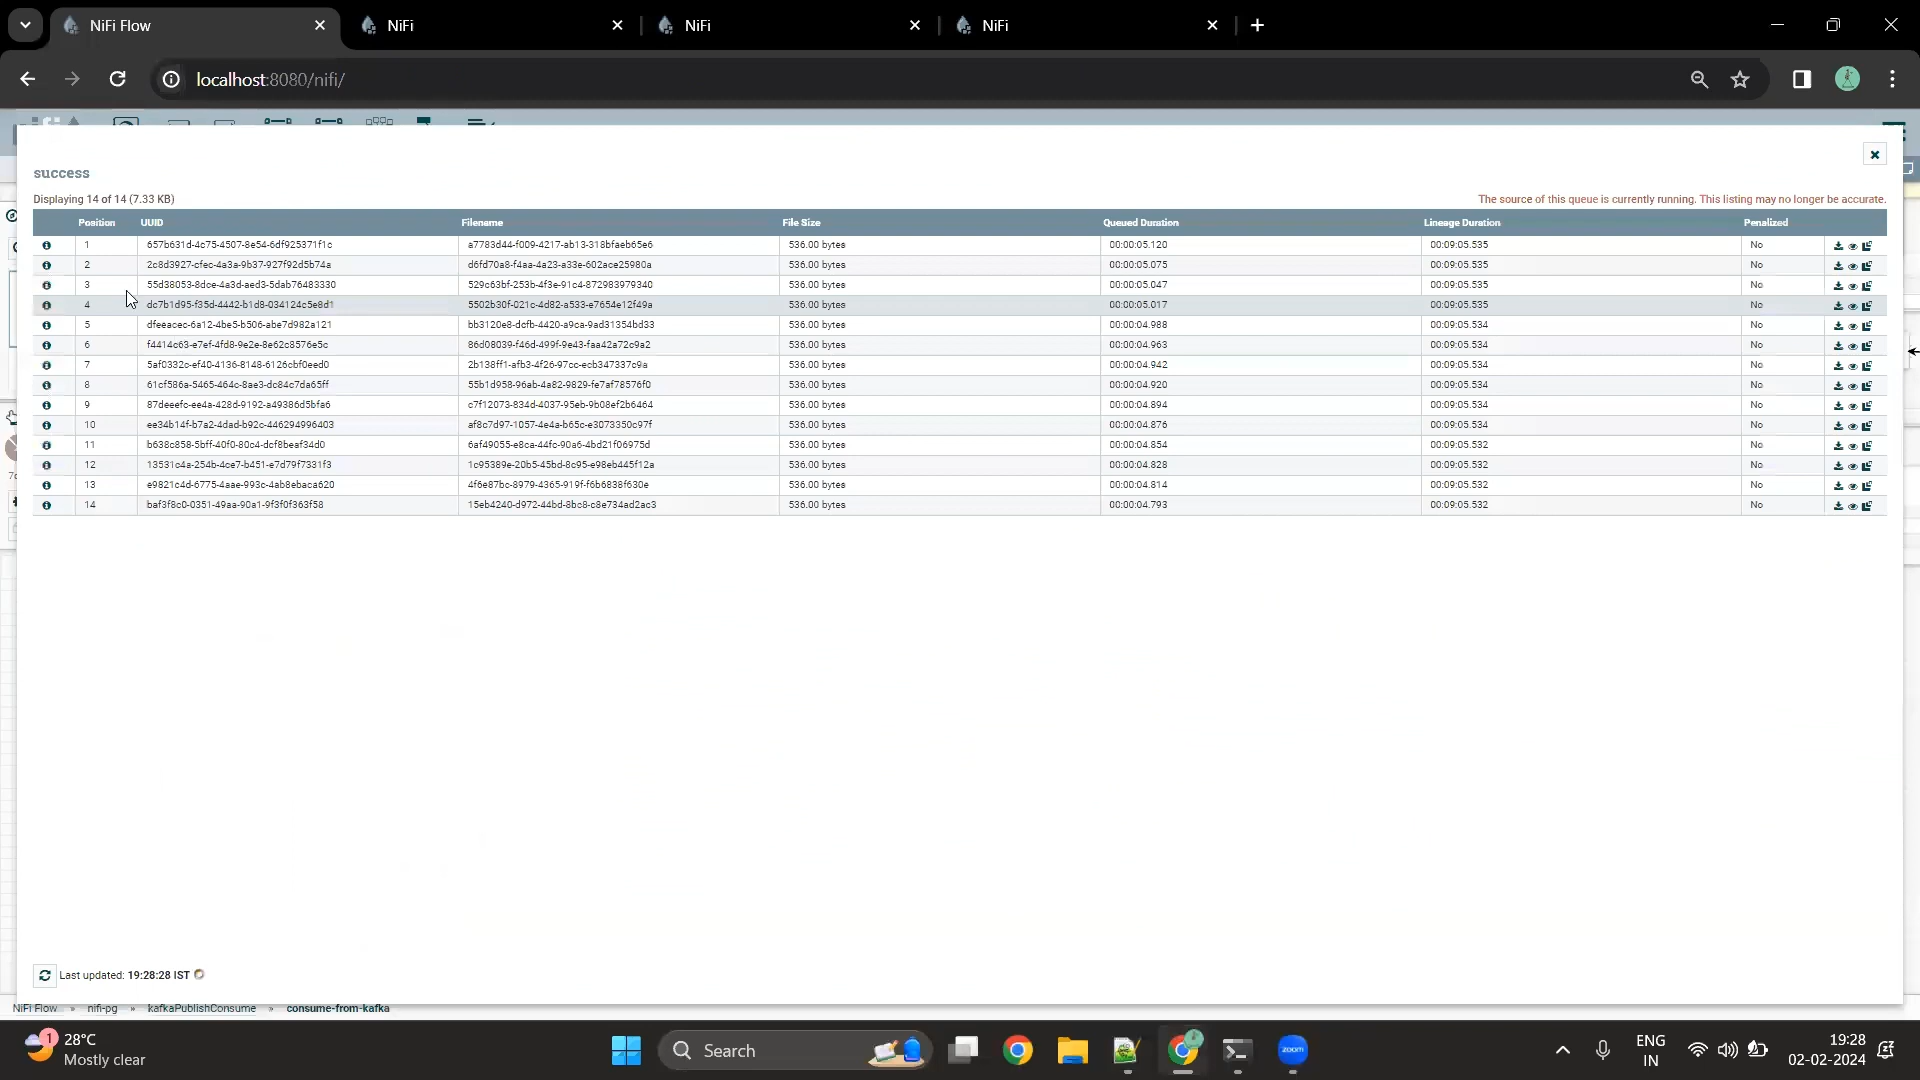 NiFi Flow
NiFi
NiFi
NiFi
localhost:8080/nifi/
success
Displaying 14 of 14 (7.33 KB)
The source of this queue is currently running. This listing may no longer be accurate.
Position UUID Filename File Size Queued Duration Lineage Duration Penalized
1 657b631d-4c75-4507-8e54-6df925371f1c a7783d44-f009-4217-ab13-318bfaeb65e6 536.00 bytes 00:00:05.120 00:09:05.535 No
2 2c8d3927-cfec-4a3a-9b37-927f92d5b74a d6fd70a8-f4aa-4a23-a33e-602ace25980a 536.00 bytes 00:00:05.075 00:09:05.535 No
3 55d38053-8dce-4a3d-aed3-5dab76483330 529c63bf-253b-4f3e-91c4-872983979340 536.00 bytes 00:00:05.047 00:09:05.535 No
4 dc7b1d95-f35d-4442-b1d8-034124c5e8d1 5502b30f-021c-4d82-a533-e7654e12f49a 536.00 bytes 00:00:05.017 00:09:05.535 No
5 dfeeacec-6a12-4be5-b506-abe7d982a121 bb3120e8-dcfb-4420-a9ca-9ad31354bd33 536.00 bytes 00:00:04.988 00:09:05.534 No
6 f4414c63-e7ef-4fd8-9e2e-8e62c8576e5c 86d08039-f46d-499f-9e43-faa42a72c9a2 536.00 bytes 00:00:04.963 00:09:05.534 No
7 5af0332c-ef40-4136-8148-6126cbf0eed0 2b138ff1-afb3-4f26-97cc-ecb347337c9a 536.00 bytes 00:00:04.942 00:09:05.534 No
8 61cf586a-5465-464c-8ae3-dc84c7da65ff 55b1d958-96ab-4a82-9829-fe7af78576f0 536.00 bytes 00:00:04.920 00:09:05.534 No
9 87deeefc-ee4a-428d-9192-a49386d5bfa6 c7f12073-834d-4037-95eb-9b08ef2b6464 536.00 bytes 00:00:04.894 00:09:05.534 No
10 ee34b14f-b7a2-4dad-b92c-446294996403 af8c7d97-1057-4e4a-b65c-e3073350c97f 536.00 bytes 00:00:04.876 00:09:05.534 No
11 b638c858-5bff-40f0-80c4-dcf8beaf34d0 6af49055-e8ca-44fc-90a6-4bd21f06975d 536.00 bytes 00:00:04.854 00:09:05.532 No
12 13531c4a-254b-4ce7-b451-e7d79f7331f3 1c95389e-20b5-45bd-8c95-e98eb445f12a 536.00 bytes 00:00:04.828 00:09:05.532 No
13 e9821c4d-6775-4aae-993c-4ab8ebaca620 4f6e87bc-8979-4365-919f-f6b6838f630e 536.00 bytes 00:00:04.814 00:09:05.532 No
14 baf3f8c0-0351-49aa-90a1-9f3f0f363f58 15eb4240-d972-44bd-8bc8-c8e734ad2ac3 536.00 bytes 00:00:04.793 00:09:05.532 No
Last updated: 19:28:28 IST
NiFi Flow » nifi-pg » kafkaPublishConsume » consume-from-kafka
1
28°C
Mostly clear
Search
zoom
ENG
IN
19:28
02-02-2024